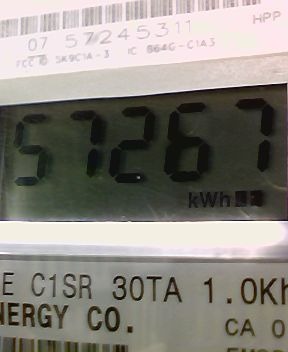 HPP
07 57245311
FCC ID SK9C1A-3 IC 864G-C1A3
57267
kWh
E C1SR 30TA 1.0Kh
NERGY CO.
CA 0